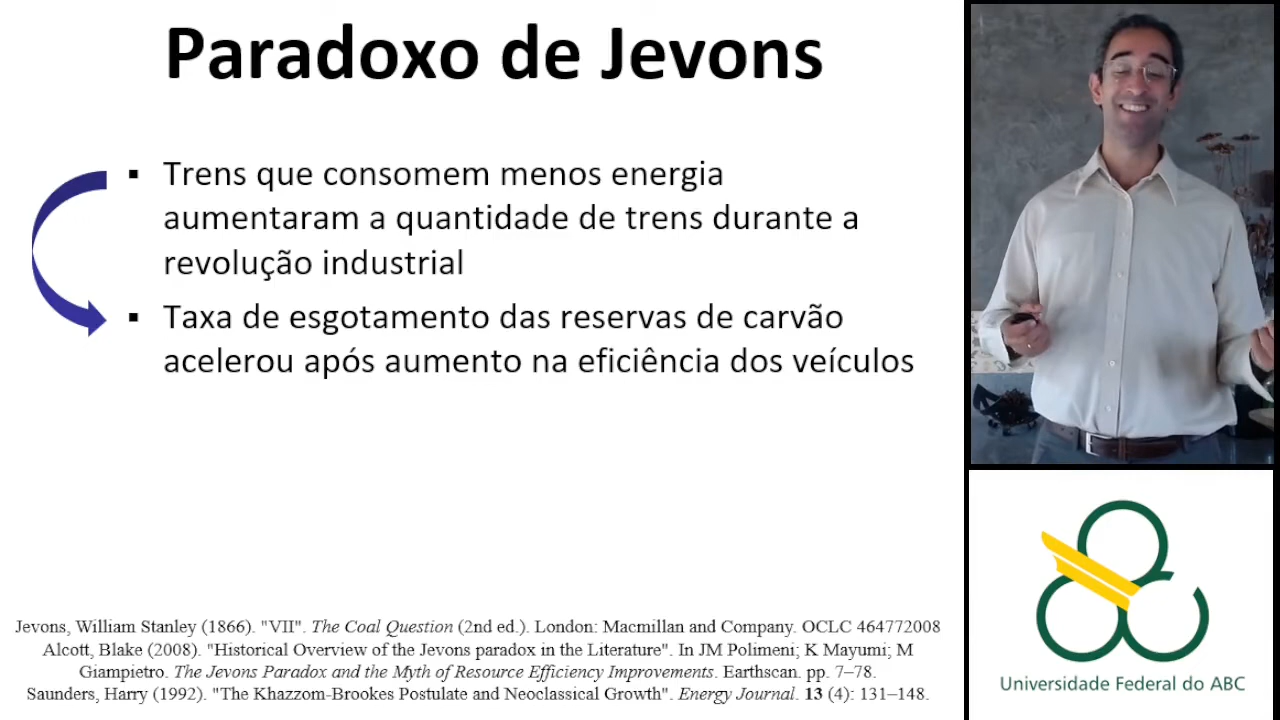 Paradoxo de Jevons
▪ Trens que consomem menos energia
aumentaram a quantidade de trens durante a
revolução industrial
▪ Taxa de esgotamento das reservas de carvão
acelerou após aumento na eficiência dos veículos
Jevons, William Stanley (1866). "VII". The Coal Question (2nd ed.). London: Macmillan and Company. OCLC 464772008
Alcott, Blake (2008). "Historical Overview of the Jevons paradox in the Literature". In JM Polimeni; K Mayumi; M
Giampietro. The Jevons Paradox and the Myth of Resource Efficiency Improvements. Earthscan. pp. 7–78.
Saunders, Harry (1992). "The Khazzom-Brookes Postulate and Neoclassical Growth". Energy Journal. 13 (4): 131–148.
Universidade Federal do ABC